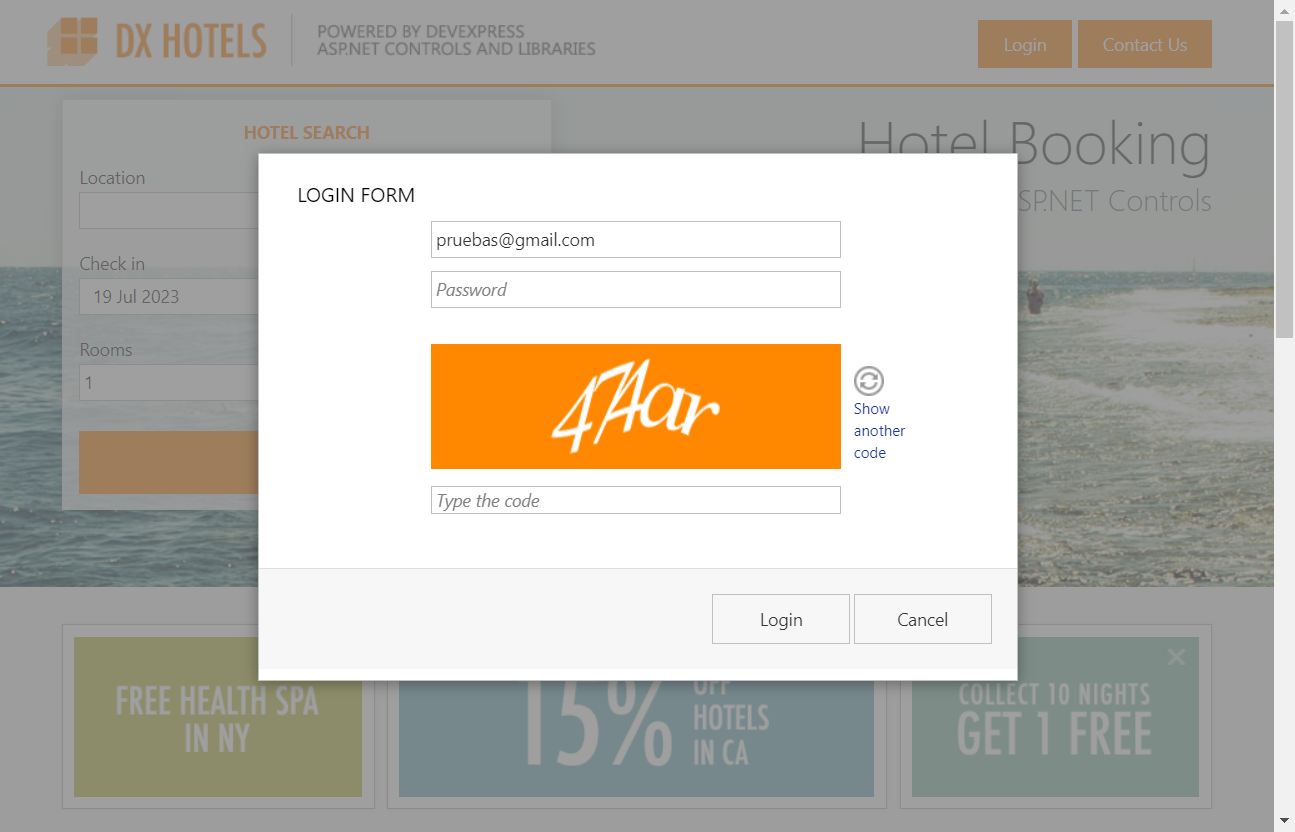 DX HOTELS
POWERED BY DEVEXPRESS
ASP.NET CONTROLS AND LIBRARIES
Login
Contact Us
HOTEL SEARCH
Location
Check in
19 Jul 2023
Rooms
1
Hotel Booking
ASP.NET Controls
LOGIN FORM
pruebas@gmail.com
Password
47Aar
Show
another
code
Type the code
Login
Cancel
FREE HEALTH SPA
IN NY
15%
OFF
HOTELS
IN CA
COLLECT 10 NIGHTS
GET 1 FREE